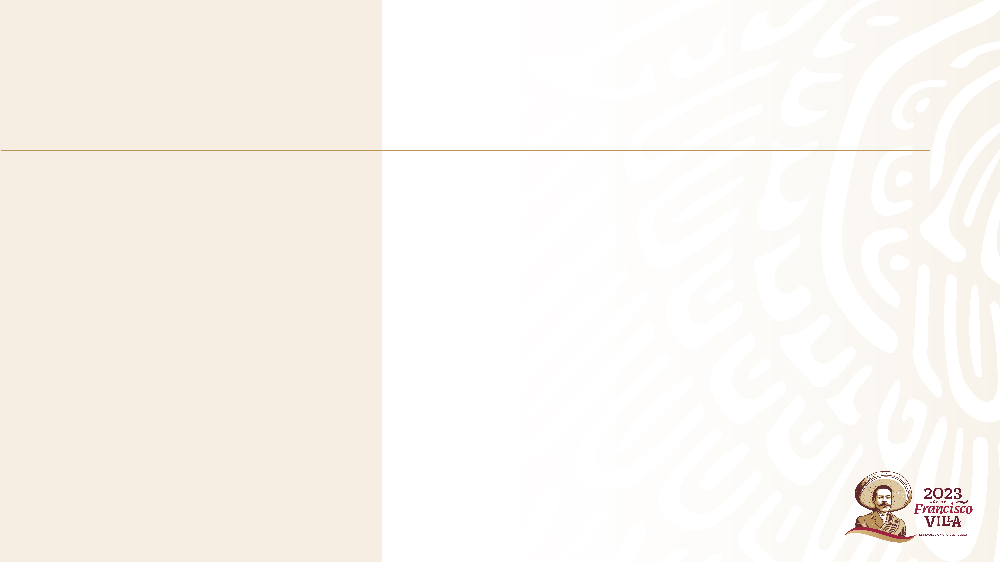 2023
AÑO DE
Francisco
VILLA
EL REVOLUCIONARIO DEL PUEBLO